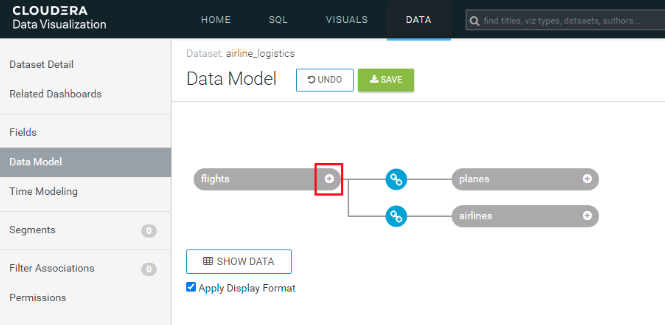 CLOUDERA
Data Visualization
HOME
SQL
VISUALS
DATA
find titles, viz types, datasets, authors...
Dataset Detail
Related Dashboards
Fields
Data Model
Time Modeling
Segments
0
Filter Associations
0
Permissions
Dataset: airline_logistics
Data Model
UNDO
SAVE
flights
planes
airlines
SHOW DATA
Apply Display Format